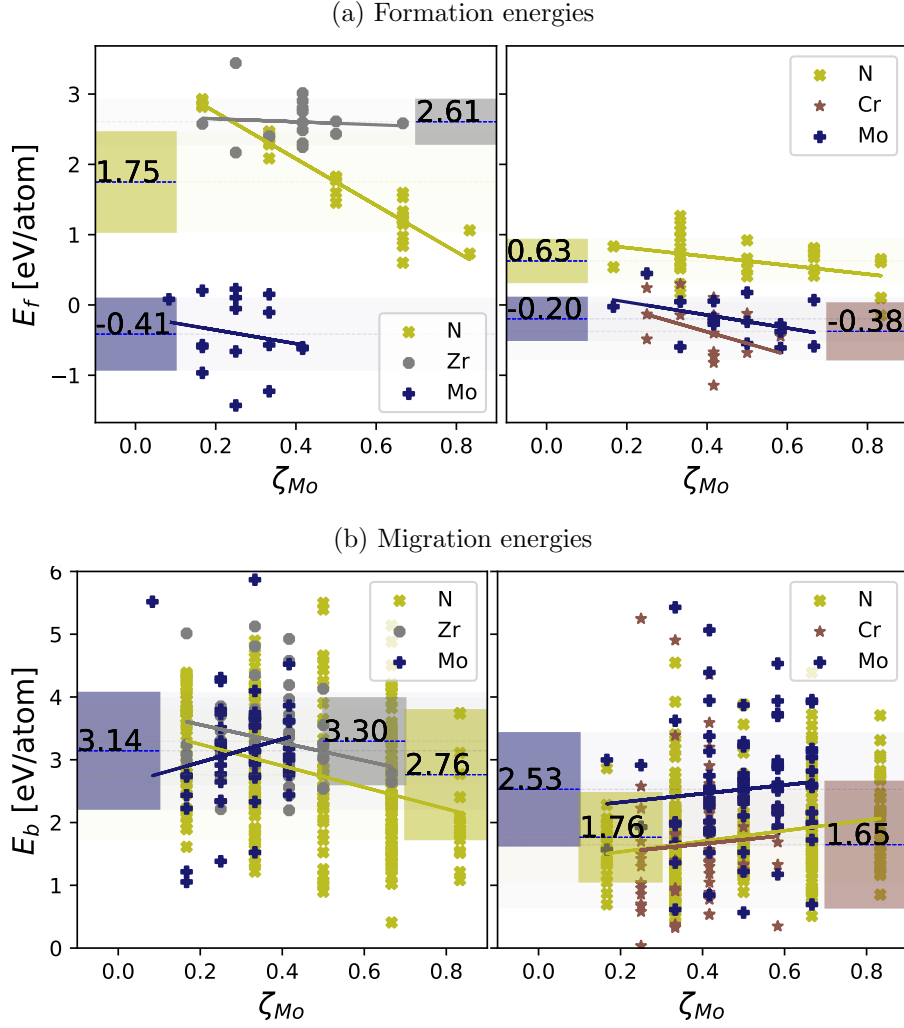 (a) Formation energies
E_f [eV/atom]
3
2
1
0
−1
1.75
-0.41
2.61
N
Zr
Mo
0.0 0.2 0.4 0.6 0.8
ζ_Mo
0.63
-0.20
-0.38
N
Cr
Mo
0.0 0.2 0.4 0.6 0.8
ζ_Mo
(b) Migration energies
E_b [eV/atom]
6
5
4
3
2
1
0
3.14
3.30
2.76
N
Zr
Mo
0.0 0.2 0.4 0.6 0.8
ζ_Mo
2.53
1.76
1.65
N
Cr
Mo
0.0 0.2 0.4 0.6 0.8
ζ_Mo